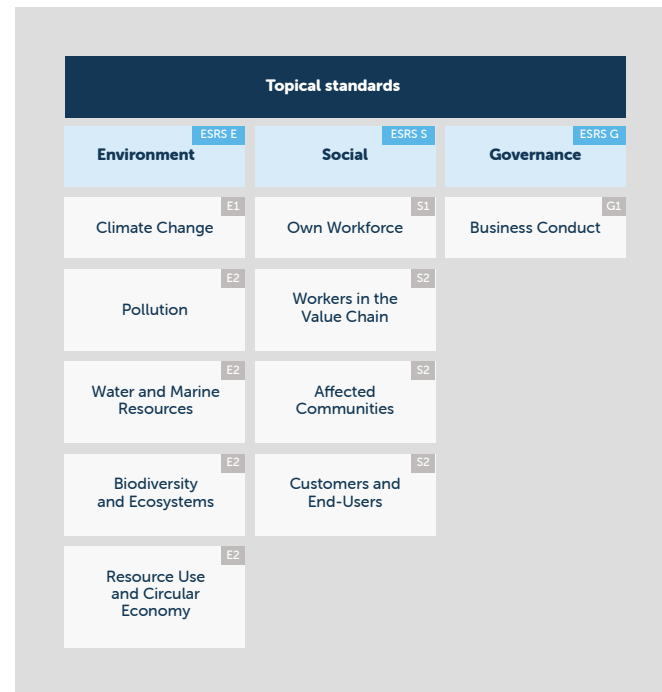 Topical standards
ESRS E
Environment
ESRS S
Social
ESRS G
Governance
E1
Climate Change
S1
Own Workforce
G1
Business Conduct
E2
Pollution
S2
Workers in the
Value Chain
E2
Water and Marine
Resources
S2
Affected
Communities
E2
Biodiversity
and Ecosystems
S2
Customers and
End-Users
E2
Resource Use
and Circular
Economy